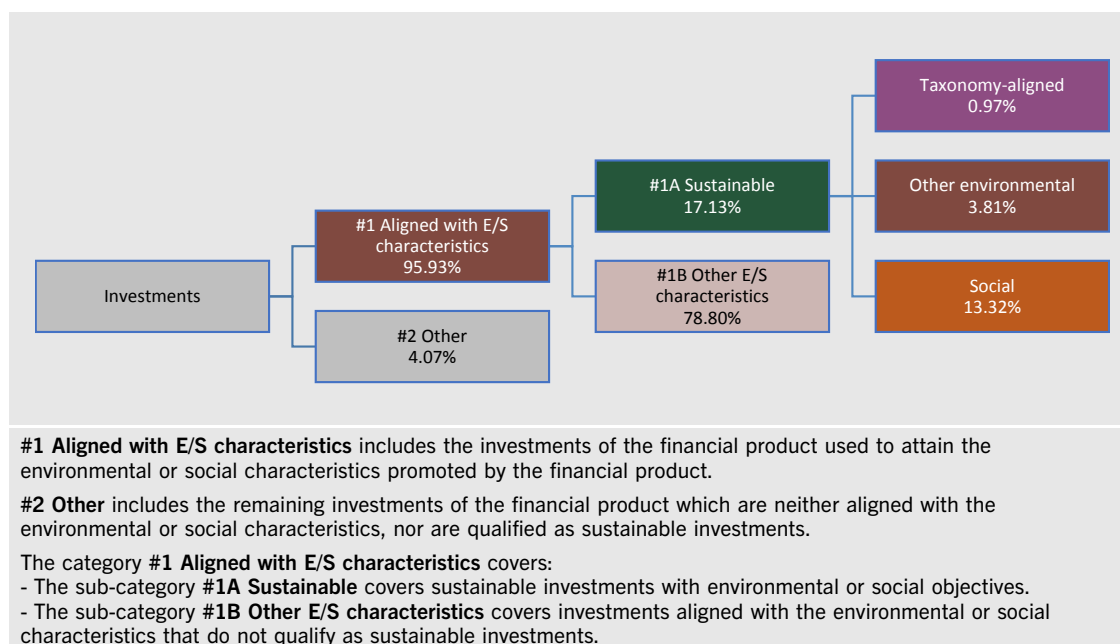 Investments
#1 Aligned with E/S
characteristics
95.93%
#2 Other
4.07%
#1A Sustainable
17.13%
#1B Other E/S
characteristics
78.80%
Taxonomy-aligned
0.97%
Other environmental
3.81%
Social
13.32%
#1 Aligned with E/S characteristics includes the investments of the financial product used to attain the
environmental or social characteristics promoted by the financial product.
#2 Other includes the remaining investments of the financial product which are neither aligned with the
environmental or social characteristics, nor are qualified as sustainable investments.
The category #1 Aligned with E/S characteristics covers:
- The sub-category #1A Sustainable covers sustainable investments with environmental or social objectives.
- The sub-category #1B Other E/S characteristics covers investments aligned with the environmental or social
characteristics that do not qualify as sustainable investments.